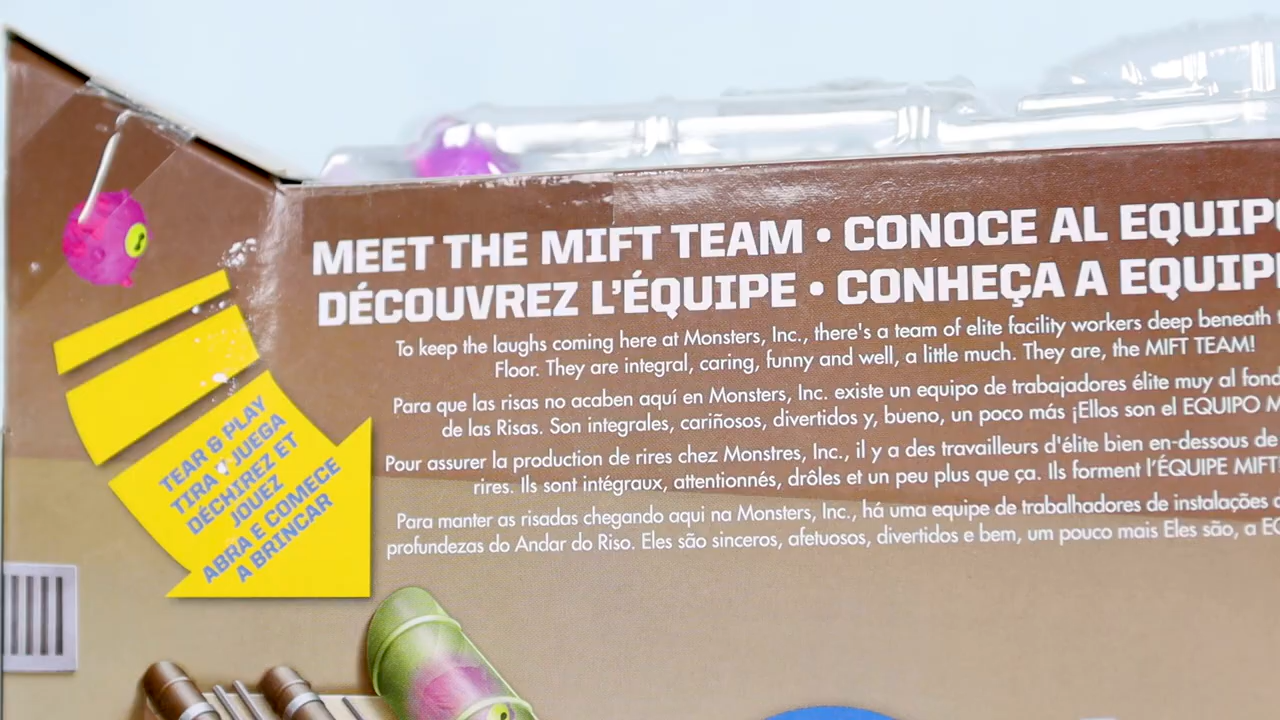 MEET THE MIFT TEAM • CONOCE AL EQUIPO
DÉCOUVREZ L'ÉQUIPE • CONHEÇA A EQUIPE
To keep the laughs coming here at Monsters, Inc., there's a team of elite facility workers deep beneath
Floor. They are integral, caring, funny and well, a little much. They are, the MIFT TEAM!
Para que las risas no acaben aquí en Monsters, Inc. existe un equipo de trabajadores élite muy al
de las Risas. Son integrales, cariñosos, divertidos y, bueno, un poco más ¡Ellos son el EQUIPO
Pour assurer la production de rires chez Monstres, Inc., il y a des travailleurs d'élite bien en-dessous de
rires. Ils sont intégraux, attentionnés, drôles et un peu plus que ça. Ils forment l'ÉQUIPE MIFT
Para manter as risadas chegando aqui na Monsters, Inc., há uma equipe de trabalhadores de instalações
profundezas do Andar do Riso. Eles são sinceros, afetuosos, divertidos e bem, um pouco mais Eles são, a
TEAR & PLAY
TIRA Y JUEGA
DÉCHIREZ ET
JOUEZ
ABRA E COMECE
A BRINCAR